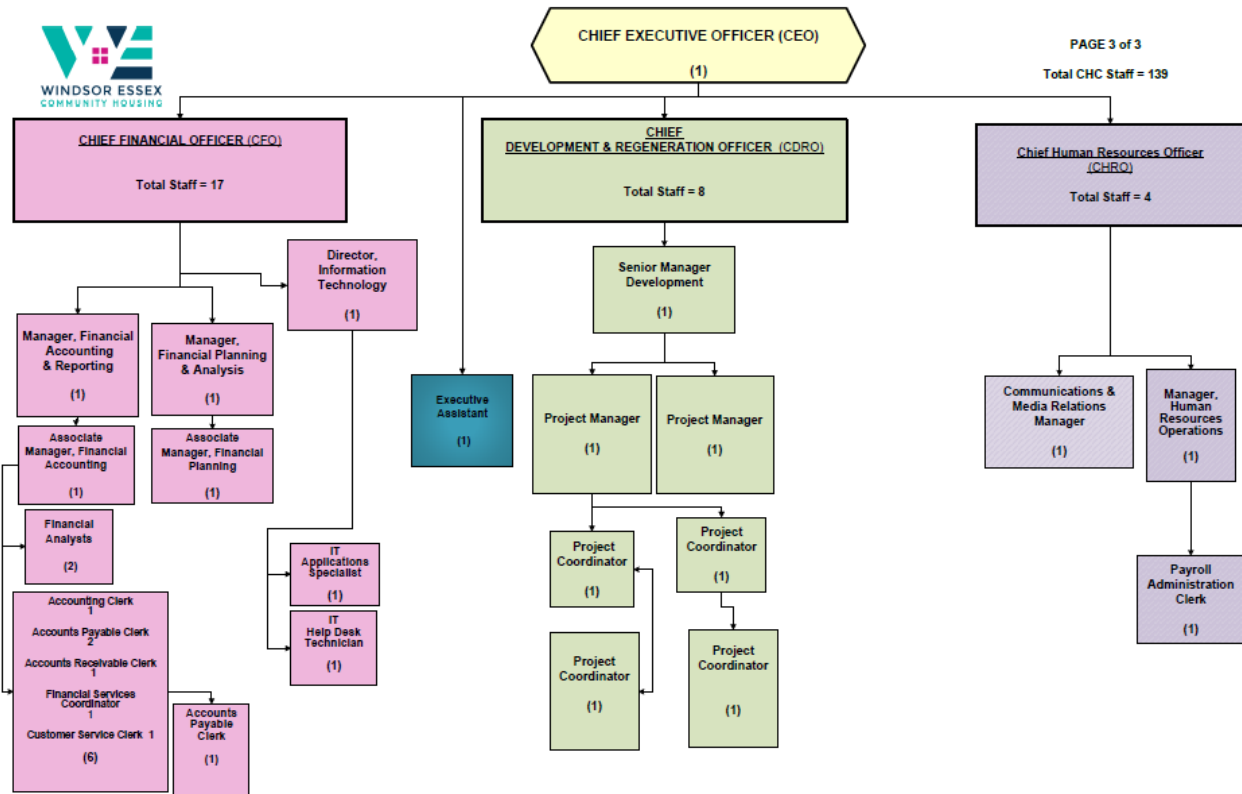 WINDSOR ESSEX
COMMUNITY HOUSING
CHIEF EXECUTIVE OFFICER (CEO)
(1)
PAGE 3 of 3
Total CHC Staff = 139
CHIEF FINANCIAL OFFICER (CFO)
Total Staff = 17
CHIEF
DEVELOPMENT & REGENERATION OFFICER (CDRO)
Total Staff = 8
Chief Human Resources Officer
(CHRO)
Total Staff = 4
Director,
Information
Technology
(1)
Manager, Financial
Accounting
& Reporting
(1)
Manager,
Financial Planning
& Analysis
(1)
Associate
Manager, Financial
Accounting
(1)
Associate
Manager, Financial
Planning
(1)
Financial
Analysts
(2)
Accounting Clerk
1
Accounts Payable Clerk
2
Accounts Receivable Clerk
1
Financial Services
Coordinator
1
Customer Service Clerk 1
(6)
Accounts
Payable
Clerk
(1)
IT
Applications
Specialist
(1)
IT
Help Desk
Technician
(1)
Executive
Assistant
(1)
Senior Manager
Development
(1)
Project Manager
(1)
Project Manager
(1)
Project
Coordinator
(1)
Project
Coordinator
(1)
Project
Coordinator
(1)
Project
Coordinator
(1)
Communications &
Media Relations
Manager
(1)
Manager,
Human
Resources
Operations
(1)
Payroll
Administration
Clerk
(1)